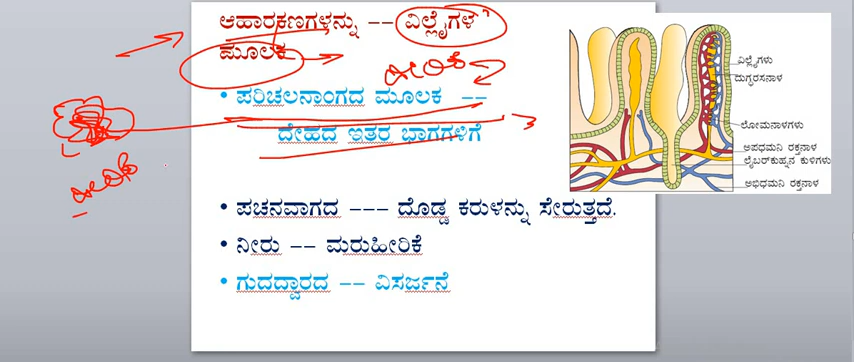 ಆಹಾರಕಣಗಳನ್ನು -- ವಿಲ್ಲೈಗಳ
ಮೂಲಕ
• ಪರಿಚಲನಾಂಗದ ಮೂಲಕ --
ದೇಹದ ಇತರ ಭಾಗಗಳಿಗೆ
• ಪಚನವಾಗದ --- ದೊಡ್ಡ ಕರುಳನ್ನು ಸೇರುತ್ತದೆ.
• ನೀರು -- ಮರುಹೀರಿಕೆ
• ಗುದದ್ವಾರದ -- ವಿಸರ್ಜನೆ
ವಿಲ್ಲೈಗಳು
ದುಗ್ಧರಸನಾಳ
ಲೋಮನಾಳಗಳು
ಅಪಧಮನಿ ರಕ್ತನಾಳ
ಲೈಬರ್‌ಕುಹ್ನನ ಕುಳಿಗಳು
ಅಭಿಧಮನಿ ರಕ್ತನಾಳ